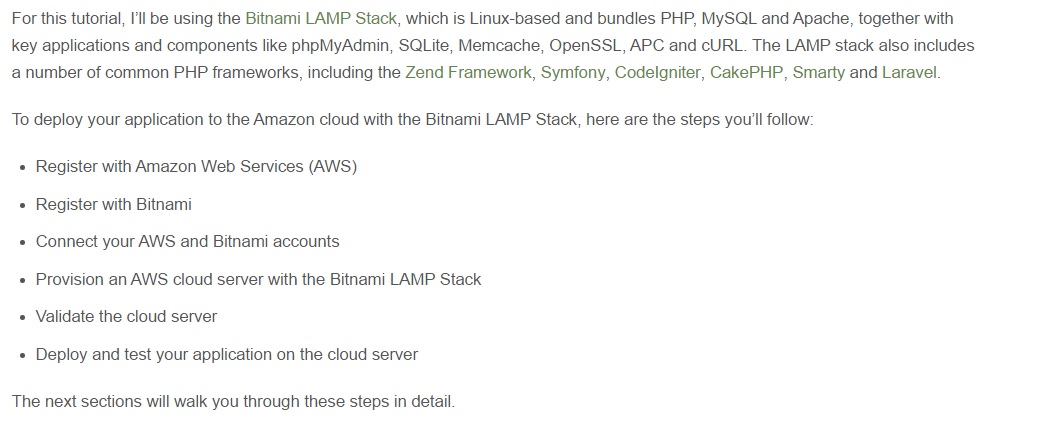 For this tutorial, I’ll be using the Bitnami LAMP Stack, which is Linux-based and bundles PHP, MySQL and Apache, together with
key applications and components like phpMyAdmin, SQLite, Memcache, OpenSSL, APC and cURL. The LAMP stack also includes
a number of common PHP frameworks, including the Zend Framework, Symfony, CodeIgniter, CakePHP, Smarty and Laravel.
To deploy your application to the Amazon cloud with the Bitnami LAMP Stack, here are the steps you’ll follow:
• Register with Amazon Web Services (AWS)
• Register with Bitnami
• Connect your AWS and Bitnami accounts
• Provision an AWS cloud server with the Bitnami LAMP Stack
• Validate the cloud server
• Deploy and test your application on the cloud server
The next sections will walk you through these steps in detail.